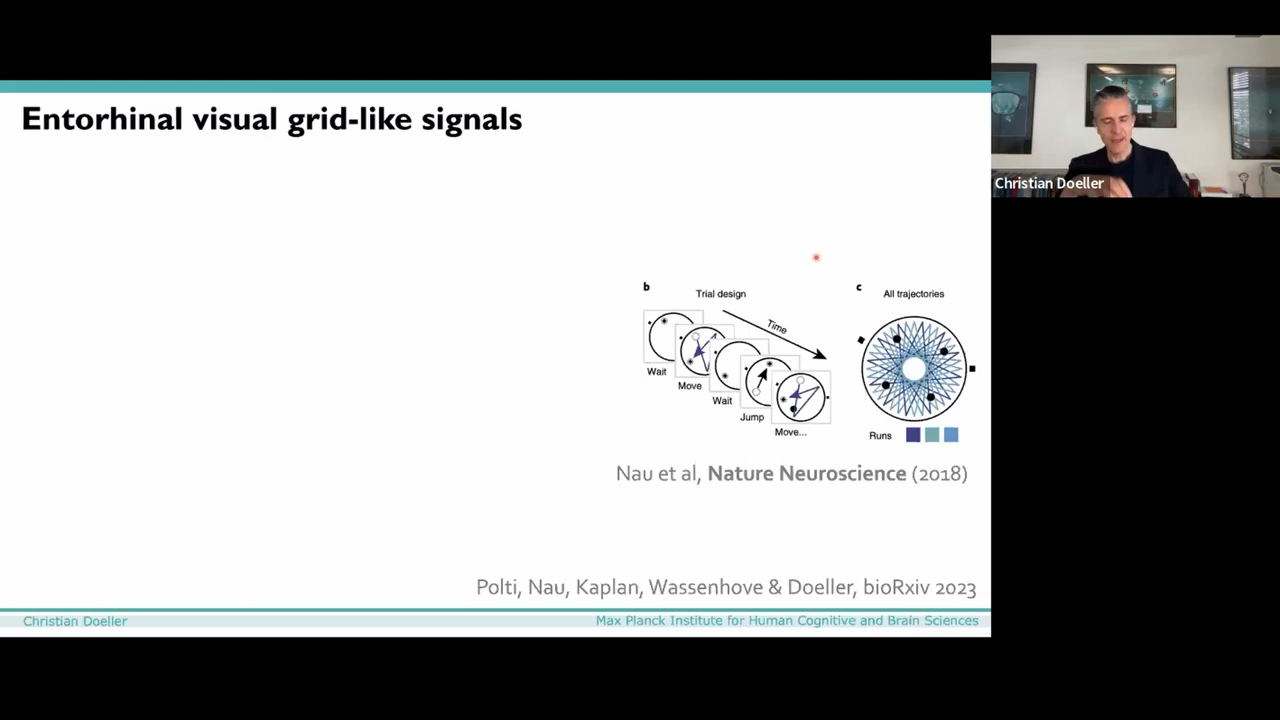 Entorhinal visual grid-like signals
Christian Doeller
b
Trial design
c
All trajectories
Time
Wait
Move
Wait
Jump
Move...
Runs
Nau et al, Nature Neuroscience (2018)
Polti, Nau, Kaplan, Wassenhove & Doeller, bioRxiv 2023
Christian Doeller
Max Planck Institute for Human Cognitive and Brain Sciences